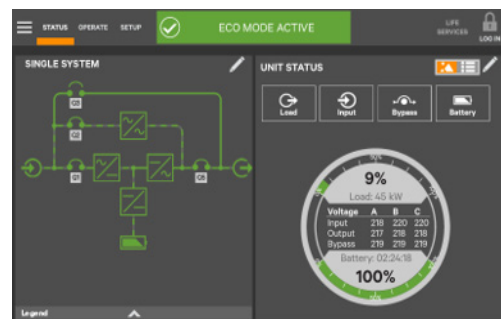 STATUS OPERATE SETUP ECO MODE ACTIVE LIFE SERVICES LOG IN
SINGLE SYSTEM
UNIT STATUS
Load Input Bypass Battery
Q3
Q2
Q1
9%
Load: 45 kW
Voltage A B C
Input 218 220 220
Output 217 218 218
Bypass 219 219 219
Battery: 02:24:18
100%
Legend